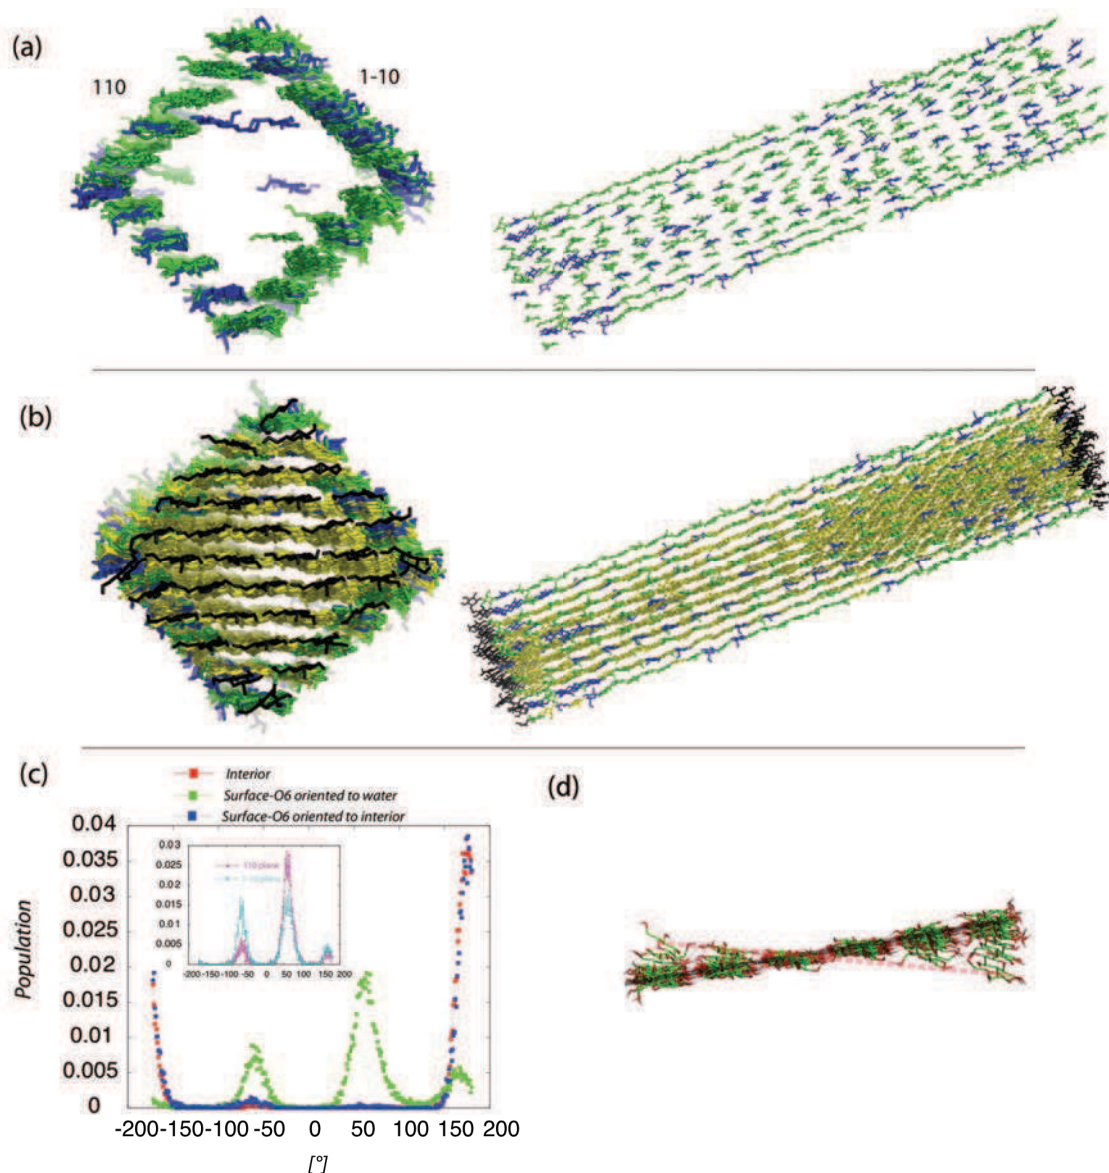 (a)
110
1-10
(b)
(c)
Interior
Surface-O6 oriented to water
Surface-O6 oriented to interior
0.04
0.035
0.03
0.025
0.02
0.015
0.01
0.005
0
Population
-200 -150 -100 -50 0 50 100 150 200
[°]
0.03
0.025
0.02
0.015
0.01
0.005
0
110 plane
1-10 plane
-200 -150 -100 -50 0 50 100 150 200
(d)